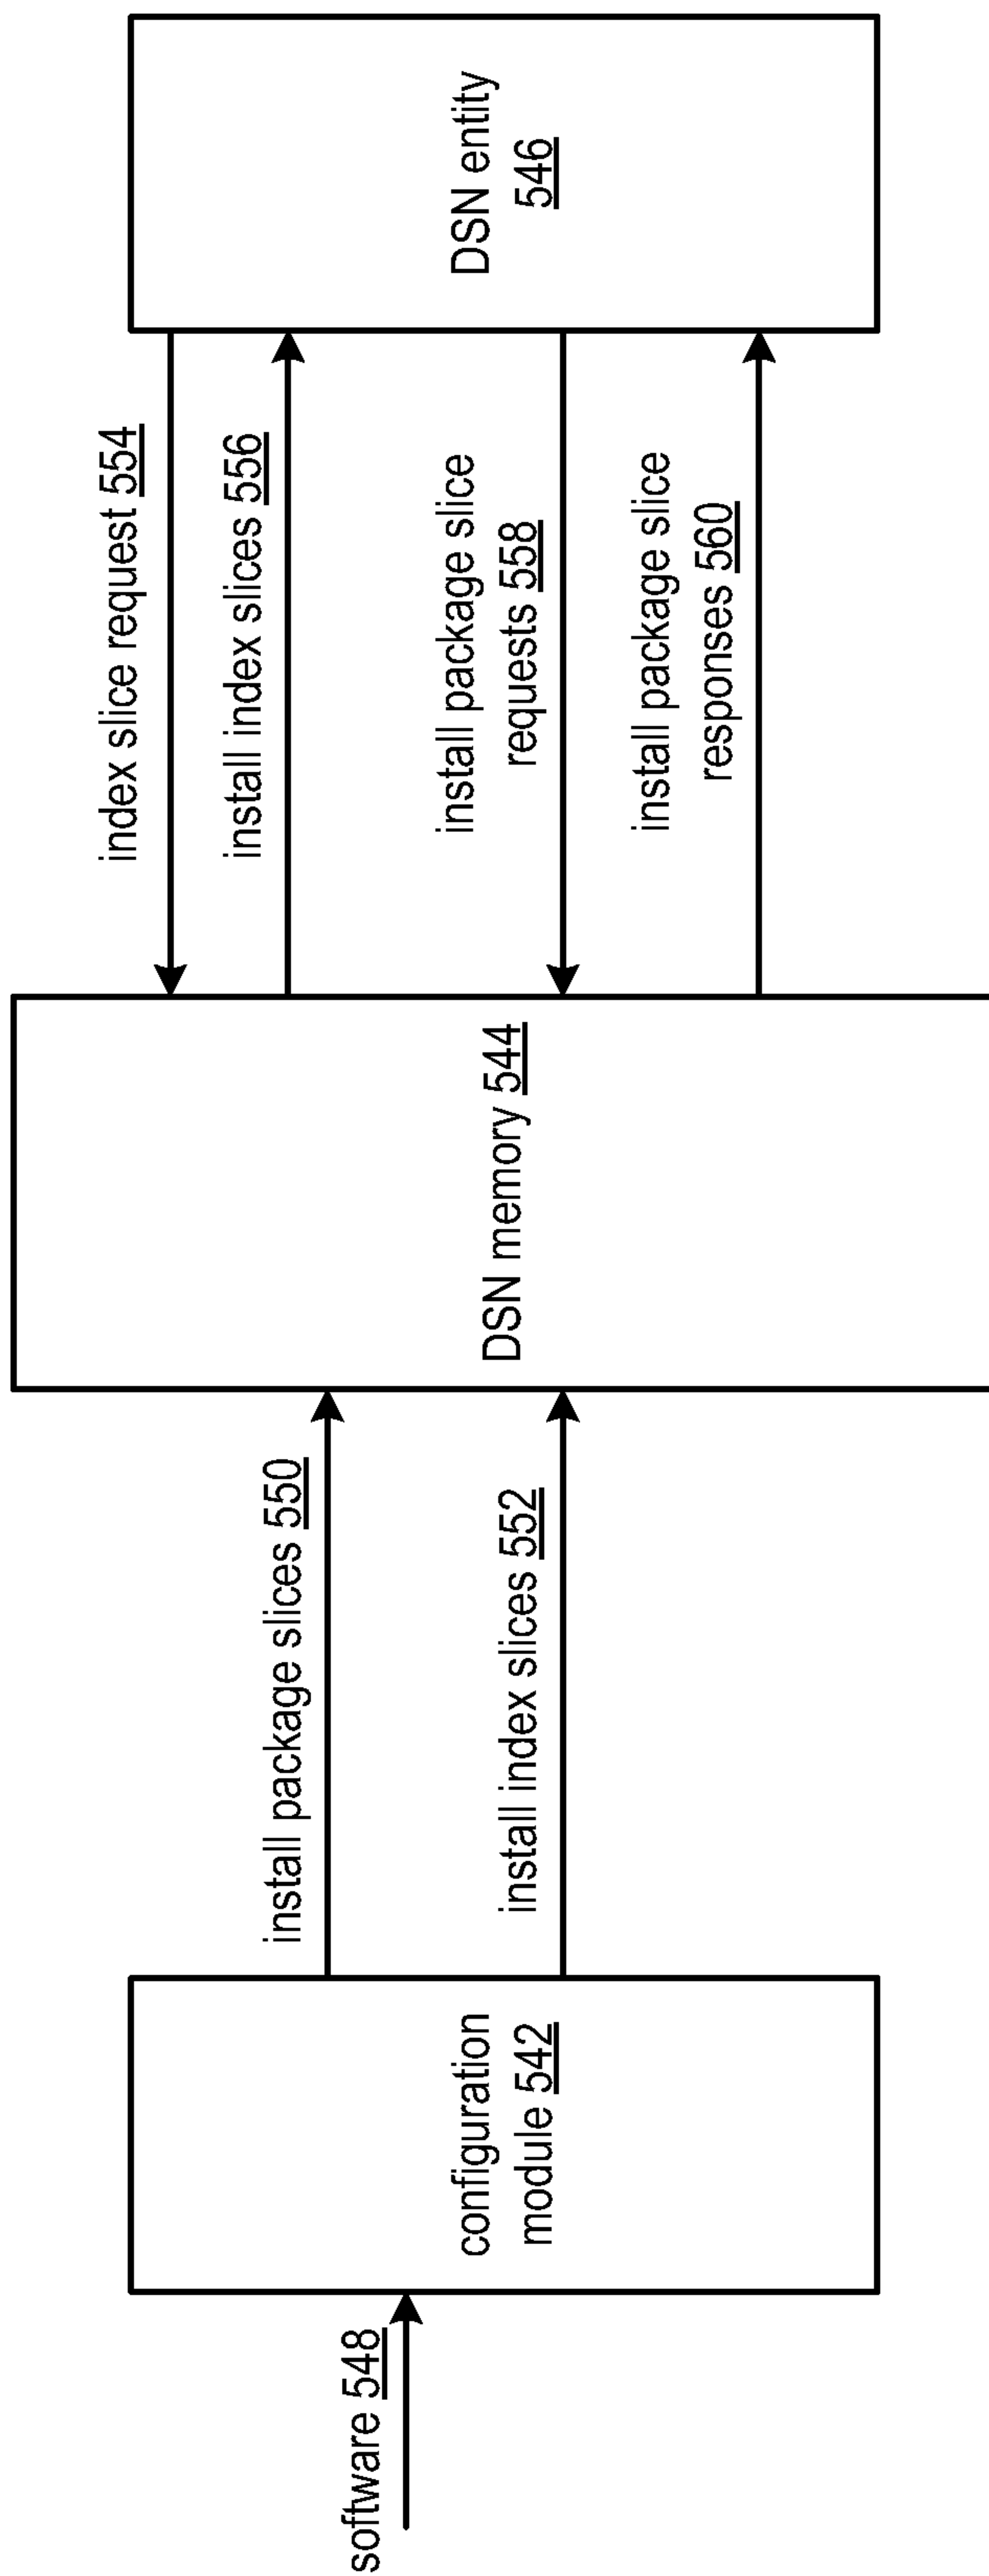 software 548
configuration
module 542
install package slices 550
install index slices 552
DSN memory 544
index slice request 554
install index slices 556
install package slice
requests 558
install package slice
responses 560
DSN entity
546